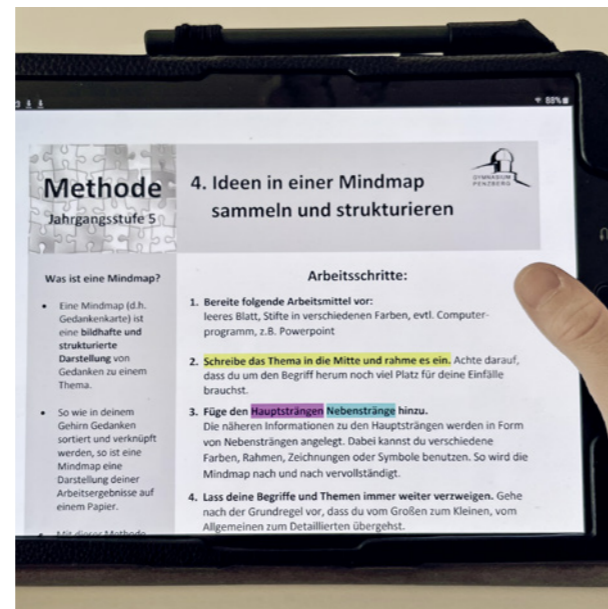 88%
GYMNASIUM
PENZBERG
Methode
Jahrgangsstufe 5
4. Ideen in einer Mindmap
sammeln und strukturieren
Was ist eine Mindmap?
• Eine Mindmap (d.h.
Gedankenkarte) ist
eine bildhafte und
strukturierte
Darstellung von
Gedanken zu einem
Thema.
• So wie in deinem
Gehirn Gedanken
sortiert und verknüpft
werden, so ist eine
Mindmap eine
Darstellung deiner
Arbeitsergebnisse auf
einem Papier.
• Mit dieser Methode
Arbeitsschritte:
1. Bereite folgende Arbeitsmittel vor:
leeres Blatt, Stifte in verschiedenen Farben, evtl. Computer-
programm, z.B. Powerpoint
2. Schreibe das Thema in die Mitte und rahme es ein. Achte darauf,
dass du um den Begriff herum noch viel Platz für deine Einfälle
brauchst.
3. Füge den Hauptsträngen Nebenstränge hinzu.
Die näheren Informationen zu den Hauptsträngen werden in Form
von Nebensträngen angelegt. Dabei kannst du verschiedene
Farben, Rahmen, Zeichnungen oder Symbole benutzen. So wird die
Mindmap nach und nach vervollständigt.
4. Lass deine Begriffe und Themen immer weiter verzweigen. Gehe
nach der Grundregel vor, dass du vom Großen zum Kleinen, vom
Allgemeinen zum Detaillierten übergehst.